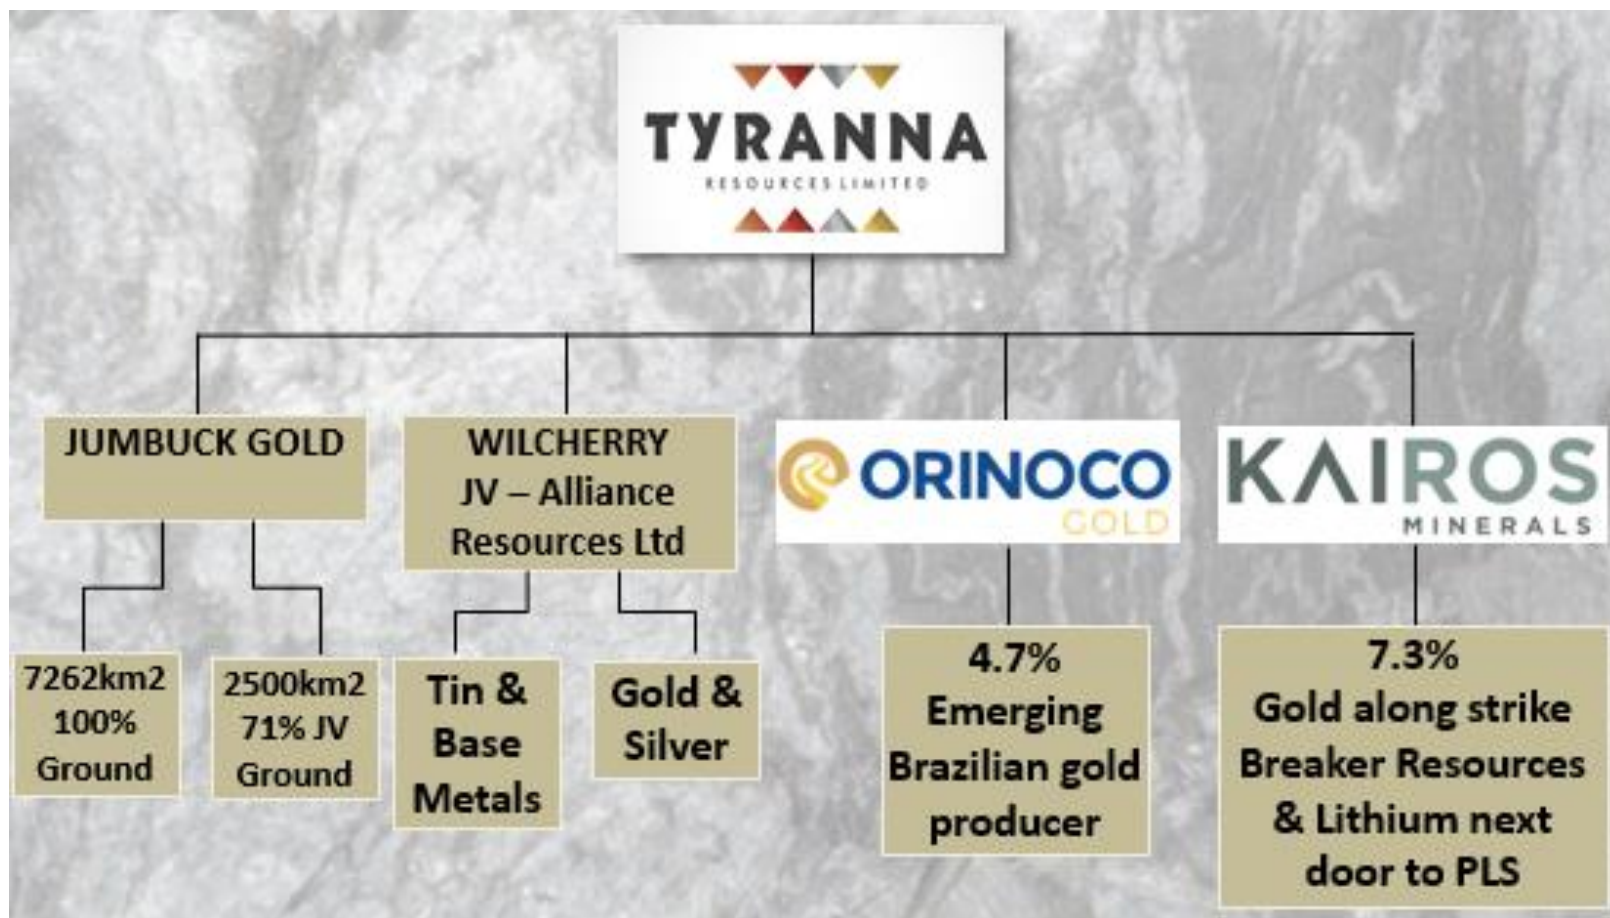 TYRANNA
RESOURCES LIMITED
JUMBUCK GOLD
WILCHERRY
JV – Alliance
Resources Ltd
ORINOCO
GOLD
KAIROS
MINERALS
7262km2
100%
Ground
2500km2
71% JV
Ground
Tin &
Base
Metals
Gold &
Silver
4.7%
Emerging
Brazilian gold
producer
7.3%
Gold along strike
Breaker Resources
& Lithium next
door to PLS